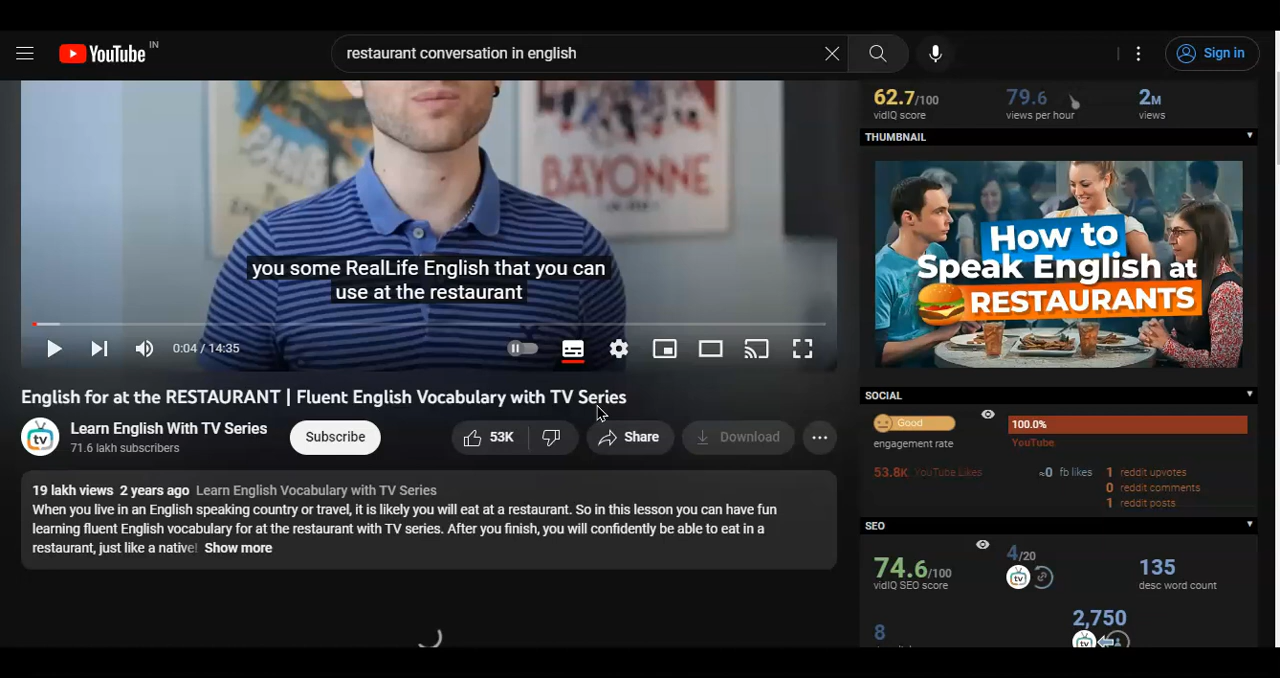 YouTube IN
restaurant conversation in english
Sign in
BAYONNE
you some RealLife English that you can
use at the restaurant
0:04 / 14:35
English for at the RESTAURANT | Fluent English Vocabulary with TV Series
tv
Learn English With TV Series
71.6 lakh subscribers
Subscribe
53K
Share
Download
19 lakh views 2 years ago Learn English Vocabulary with TV Series
When you live in an English speaking country or travel, it is likely you will eat at a restaurant. So in this lesson you can have fun
learning fluent English vocabulary for at the restaurant with TV series. After you finish, you will confidently be able to eat in a
restaurant, just like a native! Show more
62.7/100
vidIQ score
79.6
views per hour
2M
views
THUMBNAIL
How to
Speak English at
RESTAURANTS
SOCIAL
Good
engagement rate
100.0%
YouTube
53.8K YouTube Likes
≈0 fb likes
1 reddit upvotes
0 reddit comments
1 reddit posts
SEO
74.6/100
vidIQ SEO score
4/20
tv
135
desc word count
8
2,750
tv